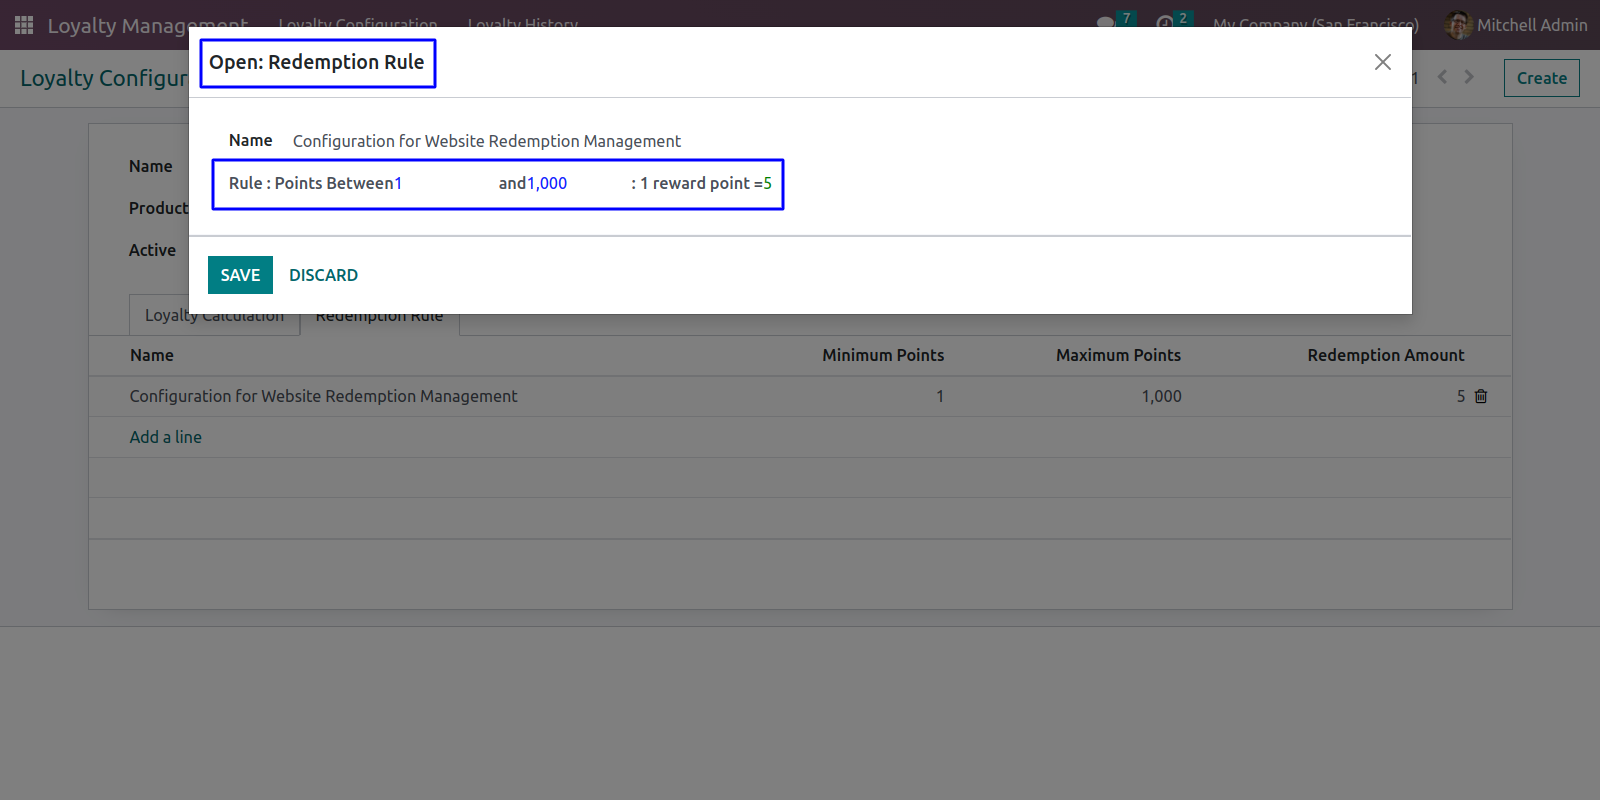 Loyalty Management Loyalty Configuration Loyalty History 7 2 My Company (San Francisco) Mitchell Admin
Open: Redemption Rule
Loyalty Configur 1 Create
Name Configuration for Website Redemption Management
Name
Rule : Points Between1 and1,000 : 1 reward point =5
Product
Active
SAVE DISCARD
Loyalty Calculation Redemption Rule
Name Minimum Points Maximum Points Redemption Amount
Configuration for Website Redemption Management 1 1,000 5
Add a line